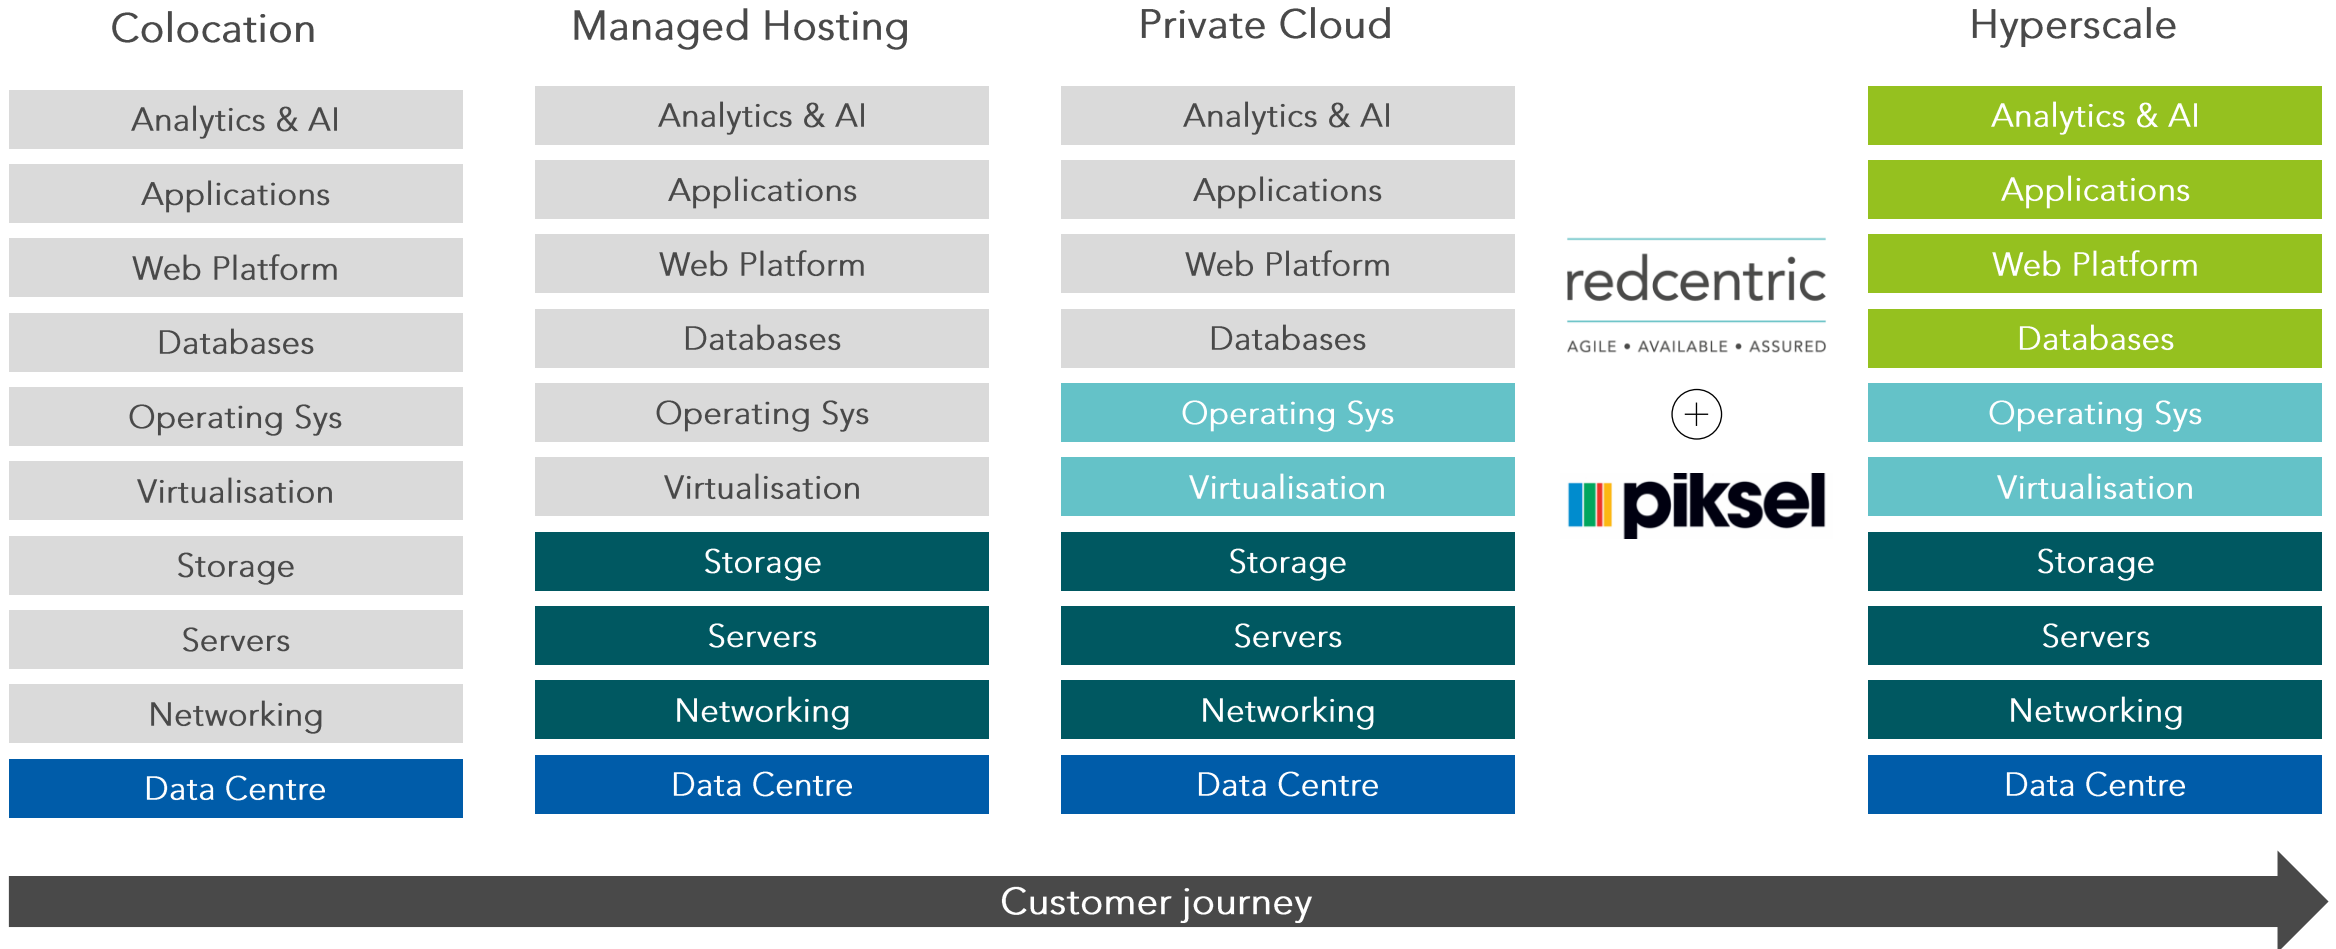 Colocation
Analytics & AI
Applications
Web Platform
Databases
Operating Sys
Virtualisation
Storage
Servers
Networking
Data Centre
Managed Hosting
Analytics & AI
Applications
Web Platform
Databases
Operating Sys
Virtualisation
Storage
Servers
Networking
Data Centre
Private Cloud
Analytics & AI
Applications
Web Platform
Databases
Operating Sys
Virtualisation
Storage
Servers
Networking
Data Centre
redcentric
AGILE • AVAILABLE • ASSURED
+
piksel
Hyperscale
Analytics & AI
Applications
Web Platform
Databases
Operating Sys
Virtualisation
Storage
Servers
Networking
Data Centre
Customer journey